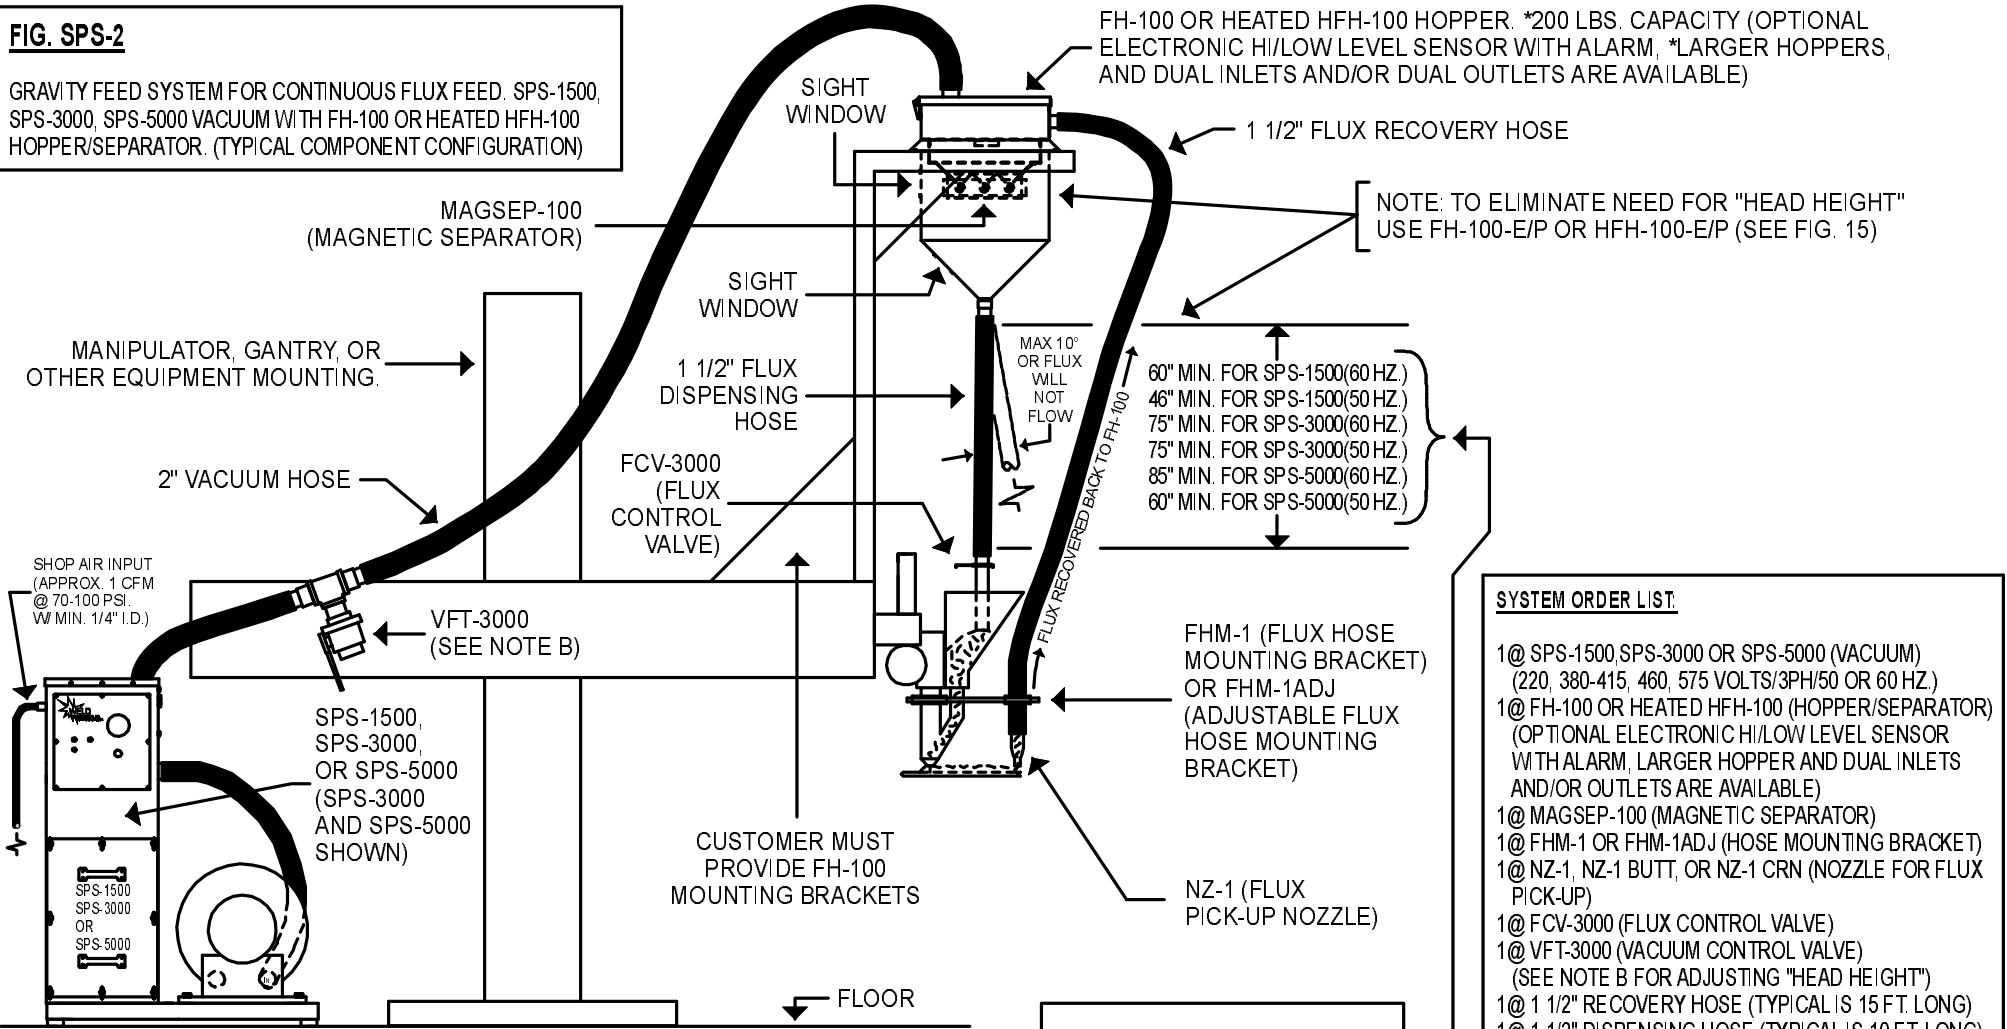 FIG. SPS-2
GRAVITY FEED SYSTEM FOR CONTINUOUS FLUX FEED. SPS-1500,
SPS-3000, SPS-5000 VACUUM WITH FH-100 OR HEATED HFH-100
HOPPER/SEPARATOR. (TYPICAL COMPONENT CONFIGURATION)
FH-100 OR HEATED HFH-100 HOPPER. *200 LBS. CAPACITY (OPTIONAL
ELECTRONIC HI/LOW LEVEL SENSOR WITH ALARM, *LARGER HOPPERS,
AND DUAL INLETS AND/OR DUAL OUTLETS ARE AVAILABLE)
SIGHT
WINDOW
1 1/2" FLUX RECOVERY HOSE
MAGSEP-100
(MAGNETIC SEPARATOR)
NOTE: TO ELIMINATE NEED FOR "HEAD HEIGHT"
USE FH-100-E/P OR HFH-100-E/P (SEE FIG. 15)
SIGHT
WINDOW
MANIPULATOR, GANTRY, OR
OTHER EQUIPMENT MOUNTING.
1 1/2" FLUX
DISPENSING
HOSE
MAX 10°
OR FLUX
WILL
NOT
FLOW
60" MIN. FOR SPS-1500(60 HZ.)
46" MIN. FOR SPS-1500(50 HZ.)
75" MIN. FOR SPS-3000(60 HZ.)
75" MIN. FOR SPS-3000(50 HZ.)
85" MIN. FOR SPS-5000(60 HZ.)
60" MIN. FOR SPS-5000(50 HZ.)
FLUX RECOVERED BACK TO FH-100
2" VACUUM HOSE
FCV-3000
(FLUX
CONTROL
VALVE)
SHOP AIR INPUT
(APPROX. 1 CFM
@ 70-100 PSI.
W/ MIN. 1/4" I.D.)
VFT-3000
(SEE NOTE B)
FHM-1 (FLUX HOSE
MOUNTING BRACKET)
OR FHM-1ADJ
(ADJUSTABLE FLUX
HOSE MOUNTING
BRACKET)
SPS-1500,
SPS-3000,
OR SPS-5000
(SPS-3000
AND SPS-5000
SHOWN)
CUSTOMER MUST
PROVIDE FH-100
MOUNTING BRACKETS
NZ-1 (FLUX
PICK-UP NOZZLE)
SPS-1500
SPS-3000
OR
SPS-5000
FLOOR
SYSTEM ORDER LIST:
1@ SPS-1500,SPS-3000 OR SPS-5000 (VACUUM)
(220, 380-415, 460, 575 VOLTS/3PH/50 OR 60 HZ.)
1@ FH-100 OR HEATED HFH-100 (HOPPER/SEPARATOR)
(OPTIONAL ELECTRONIC HI/LOW LEVEL SENSOR
WITH ALARM, LARGER HOPPER AND DUAL INLETS
AND/OR OUTLETS ARE AVAILABLE)
1@ MAGSEP-100 (MAGNETIC SEPARATOR)
1@ FHM-1 OR FHM-1ADJ (HOSE MOUNTING BRACKET)
1@ NZ-1, NZ-1 BUTT, OR NZ-1 CRN (NOZZLE FOR FLUX
PICK-UP)
1@ FCV-3000 (FLUX CONTROL VALVE)
1@ VFT-3000 (VACUUM CONTROL VALVE)
(SEE NOTE B FOR ADJUSTING "HEAD HEIGHT")
1@ 1 1/2" RECOVERY HOSE (TYPICAL IS 15 FT. LONG)
1@ 1 1/2" DISPENSING HOSE (TYPICAL IS 10 FT. LONG)